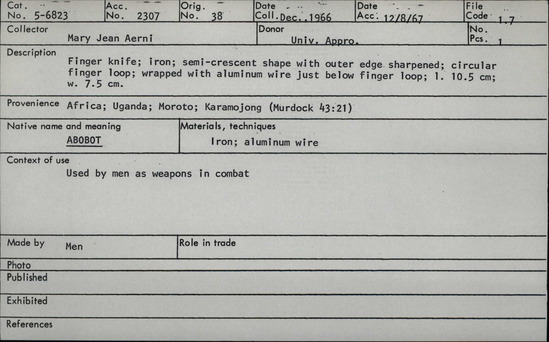 Cat. No. 5-6823 Acc. No. 2307 Orig. No. 38 Date Coll. Dec. 1966 Date Acc. 12/8/67 File Code 1.7
Collector Mary Jean Aerni Donor Univ. Appro. No. Pcs. 1
Description
Finger knife; iron; semi-crescent shape with outer edge sharpened; circular
finger loop; wrapped with aluminum wire just below finger loop; l. 10.5 cm;
w. 7.5 cm.
Provenience Africa; Uganda; Moroto; Karamojong (Murdock 43:21)
Native name and meaning Materials, techniques
ABOBOT Iron; aluminum wire
Context of use
Used by men as weapons in combat
Made by Men Role in trade
Photo
Published
Exhibited
References